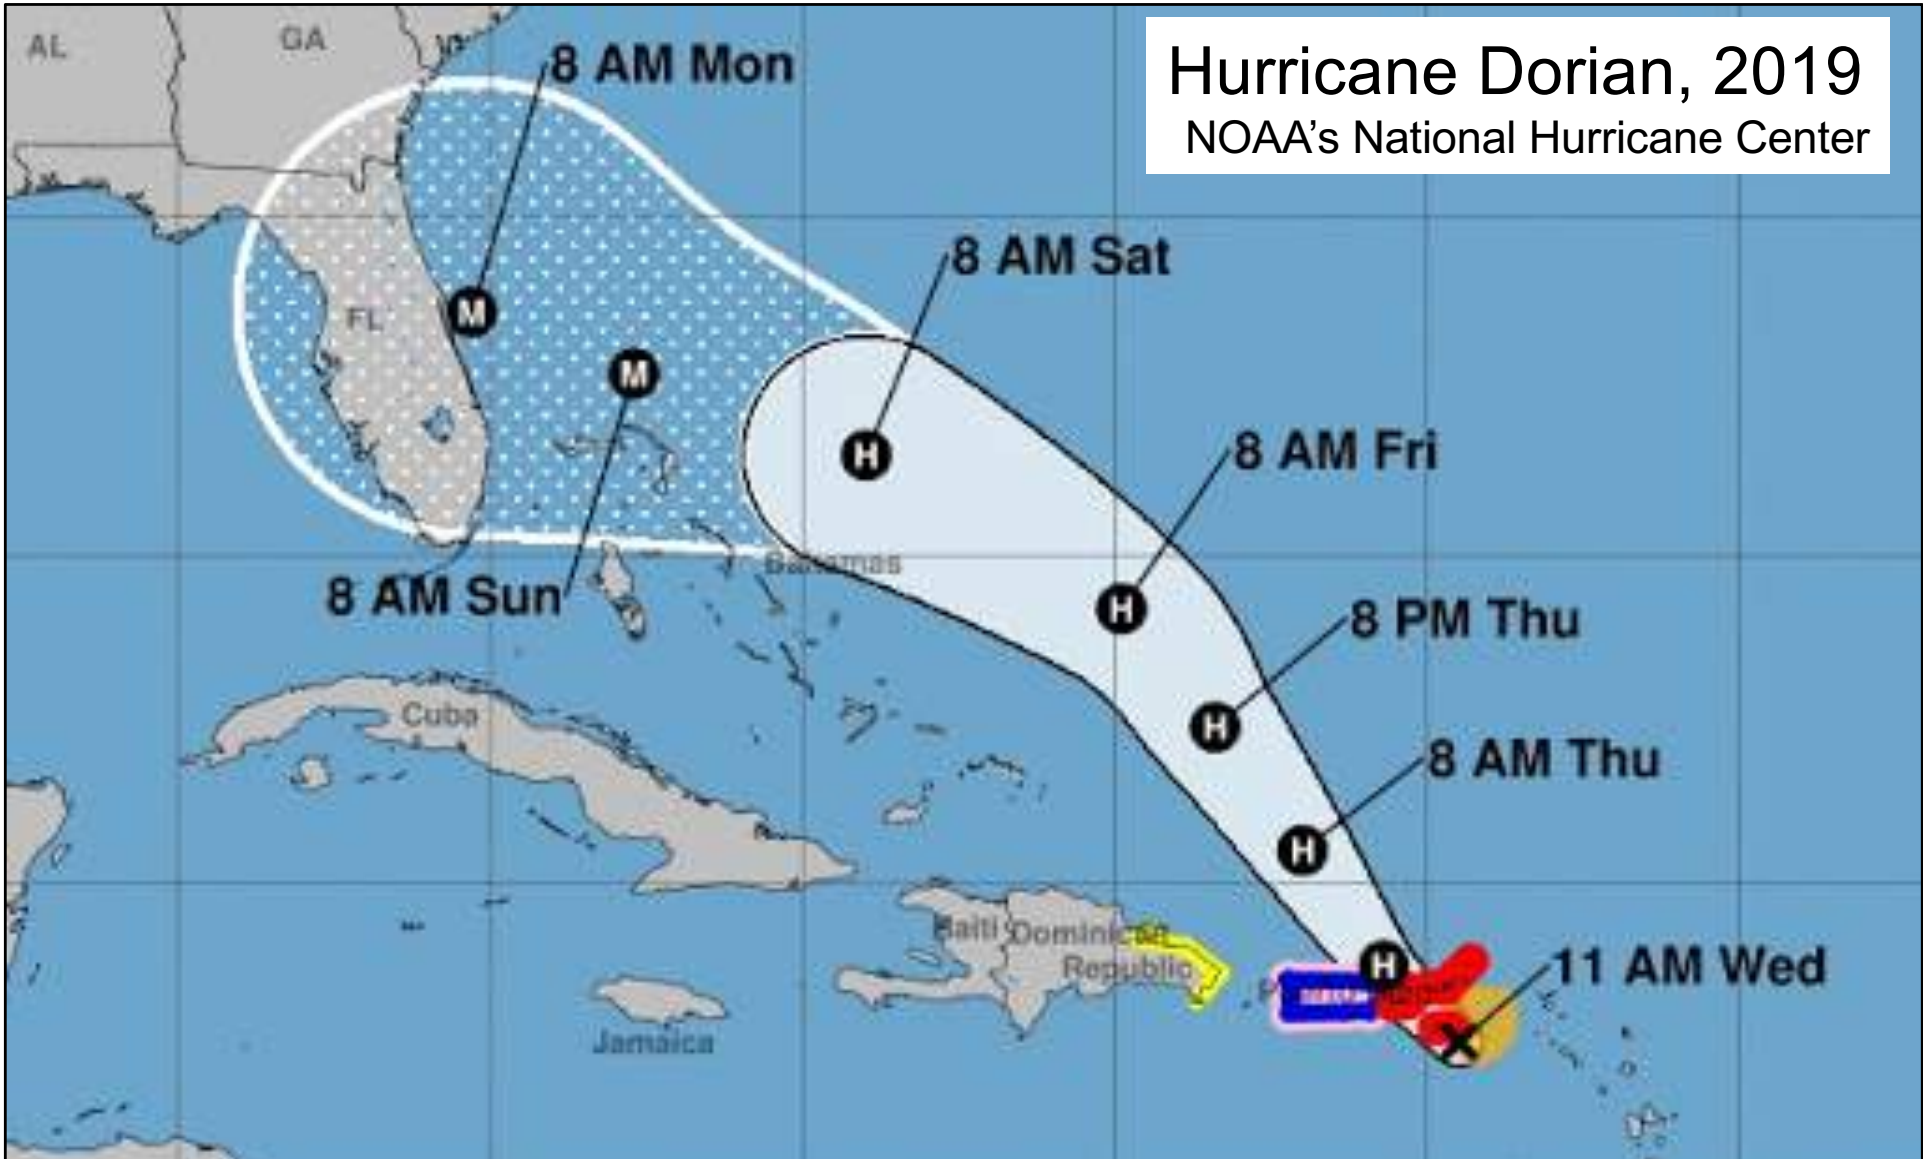 AL
GA
8 AM Mon
Hurricane Dorian, 2019
NOAA's National Hurricane Center
8 AM Sat
M
FL
M
8 AM Fri
H
Bahamas
8 AM Sun
H
8 PM Thu
Cuba
H
8 AM Thu
H
Haiti Dominican
Republic
H
11 AM Wed
Jamaica